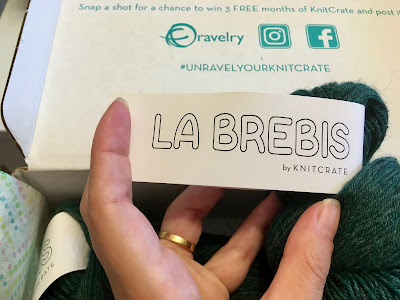 Snap a shot for a chance to win 3 FREE months of KnitCrate and post i
ravelry
#UNRAVELYOURKNITCRATE
LA BREBIS
by KNITCRATE
S
CRATE